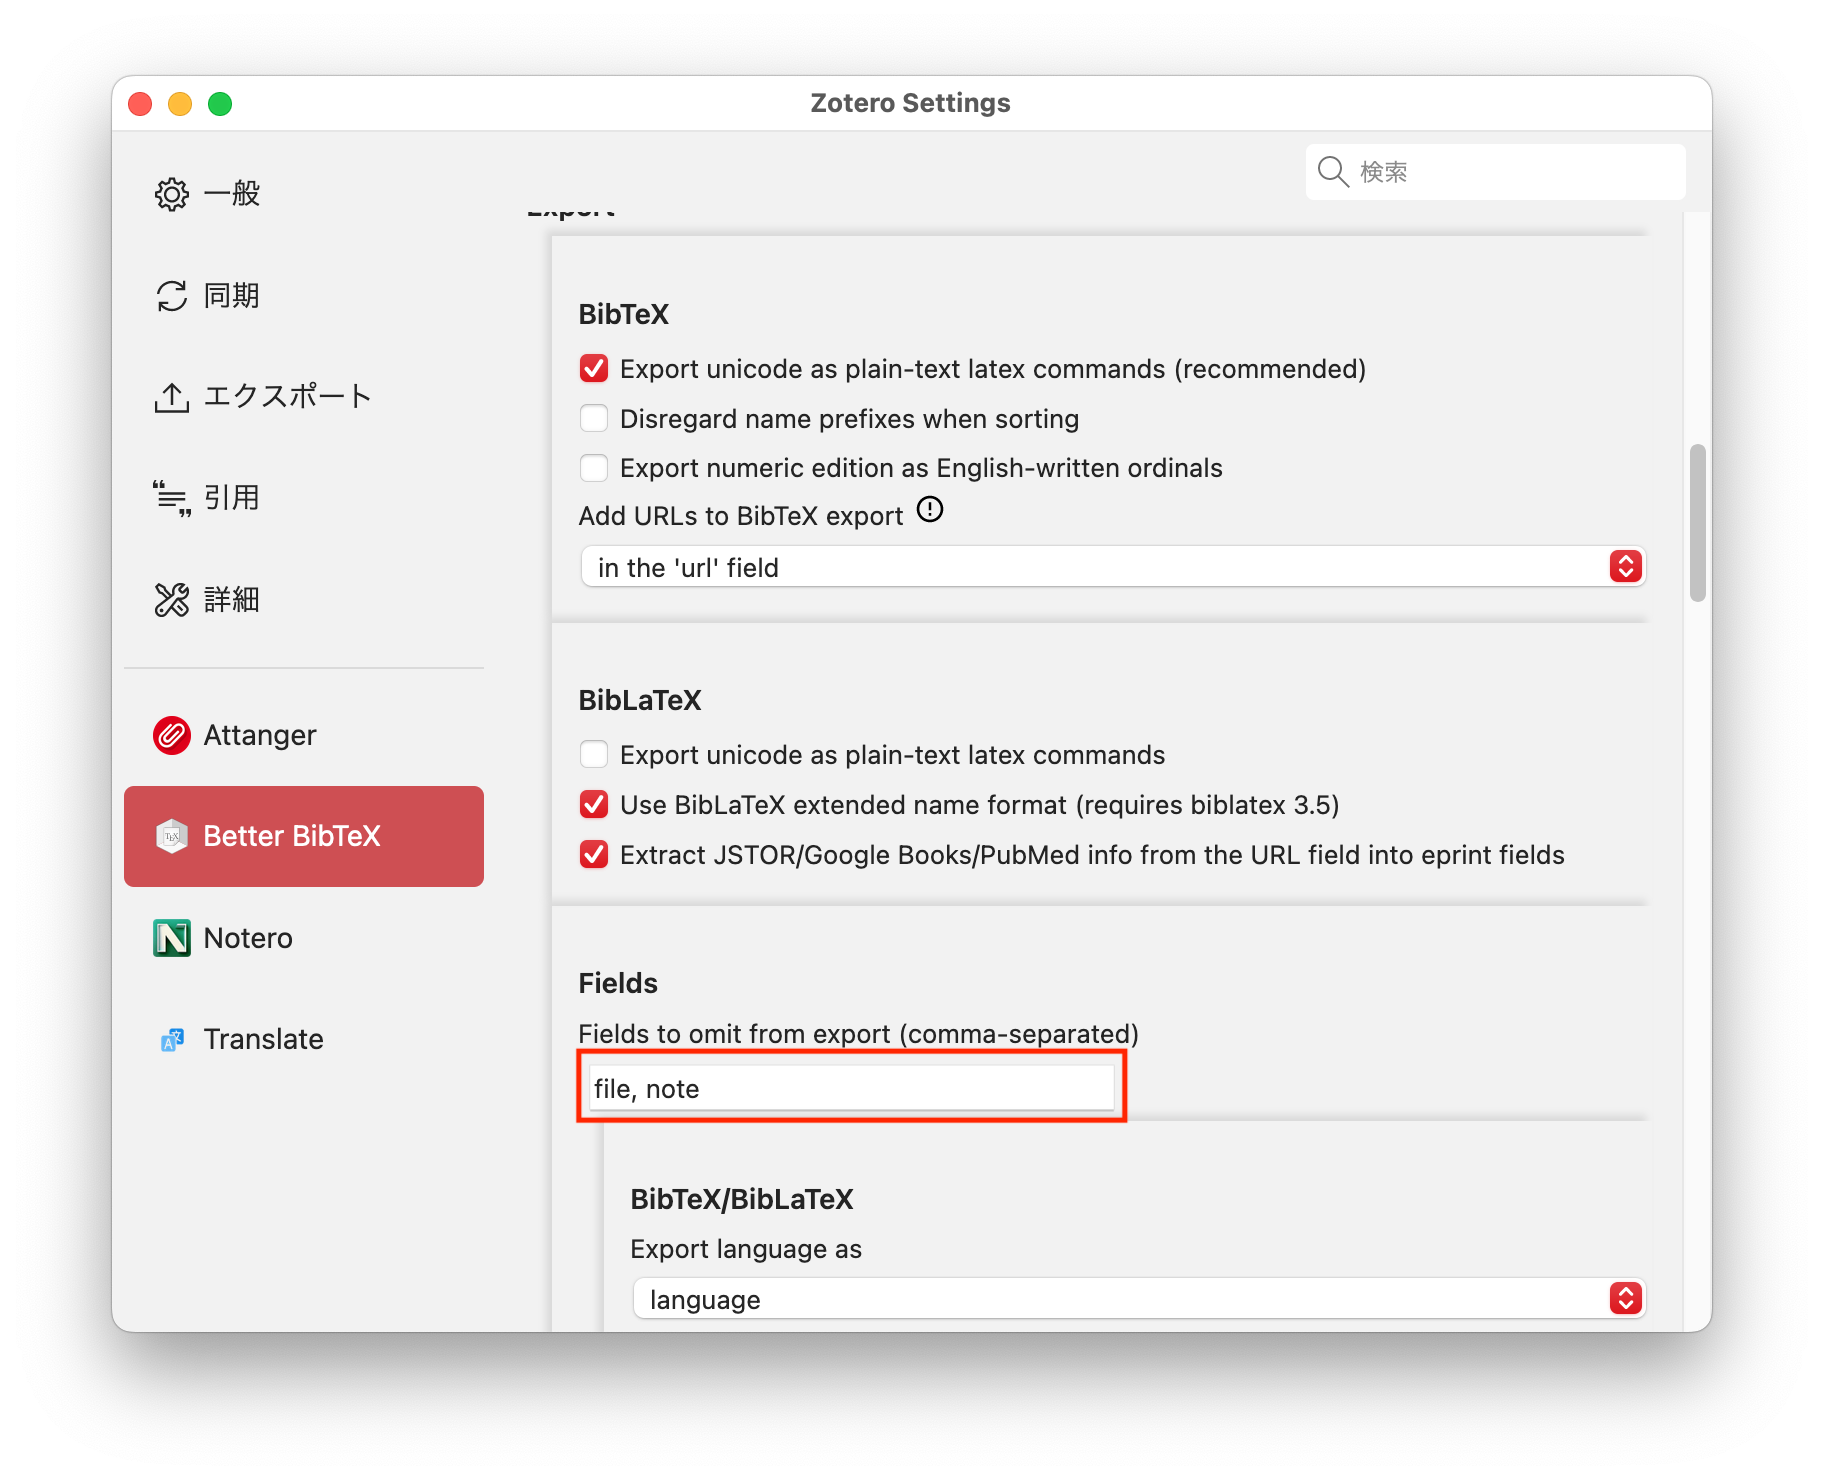 Zotero Settings
検索
一般
同期
エクスポート
引用
詳細
Attanger
Better BibTeX
Notero
Translate
Export
BibTeX
Export unicode as plain-text latex commands (recommended)
Disregard name prefixes when sorting
Export numeric edition as English-written ordinals
Add URLs to BibTeX export
in the 'url' field
BibLaTeX
Export unicode as plain-text latex commands
Use BibLaTeX extended name format (requires biblatex 3.5)
Extract JSTOR/Google Books/PubMed info from the URL field into eprint fields
Fields
Fields to omit from export (comma-separated)
file, note
BibTeX/BibLaTeX
Export language as
language